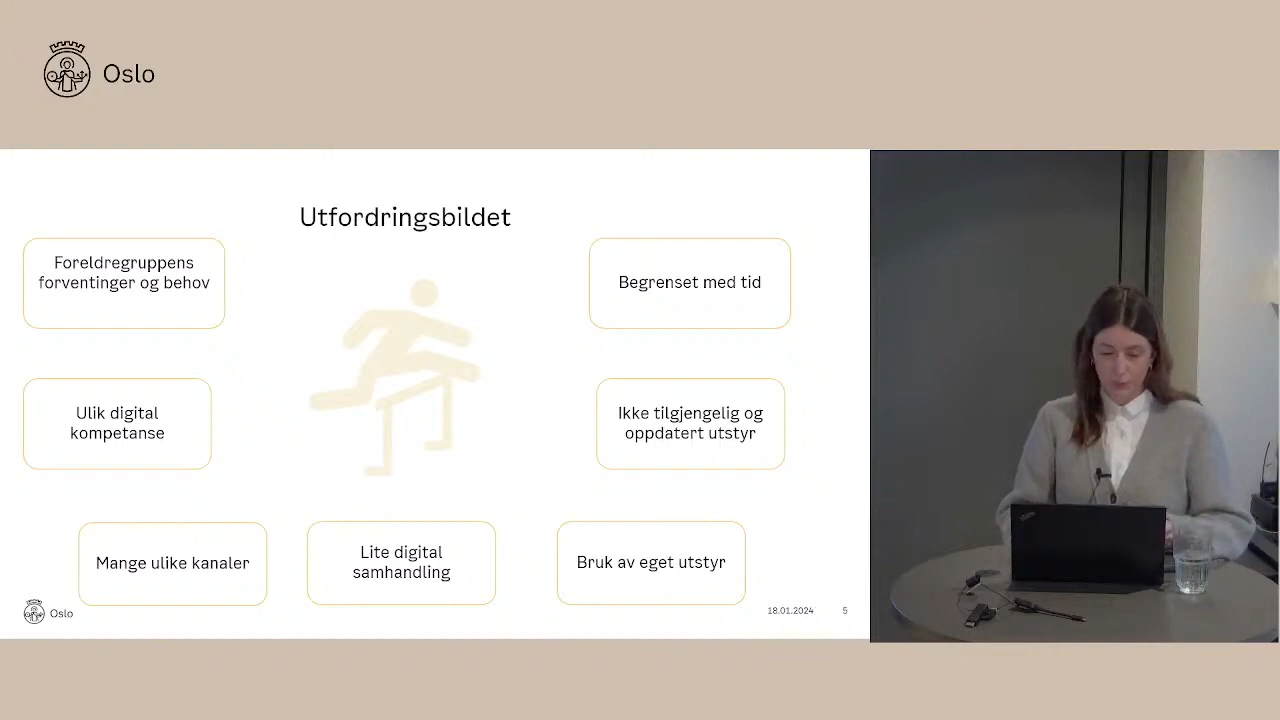 Oslo
Utfordringsbildet
Foreldregruppens
forventinger og behov
Begrenset med tid
Ulik digital
kompetanse
Ikke tilgjengelig og
oppdatert utstyr
Mange ulike kanaler
Lite digital
samhandling
Bruk av eget utstyr
Oslo
18.01.2024
5